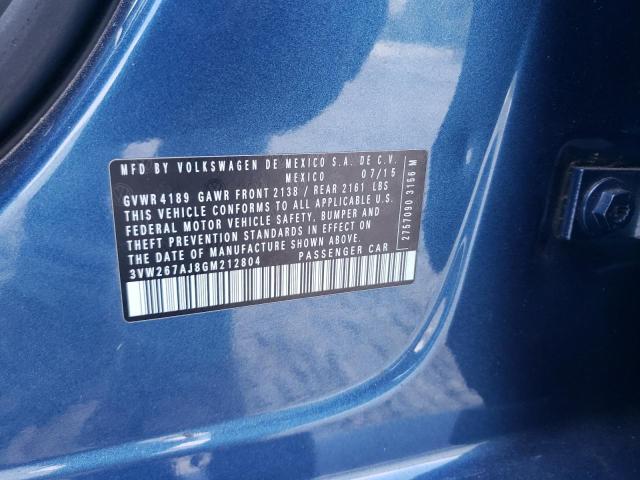 MFD BY VOLKSWAGEN DE MEXICO S.A. DE C.V.
MEXICO 07/15
GVWR 4189 GAWR FRONT 2138 / REAR 2161 LBS
THIS VEHICLE CONFORMS TO ALL APPLICABLE U.S.
FEDERAL MOTOR VEHICLE SAFETY, BUMPER AND
THEFT PREVENTION STANDARDS IN EFFECT ON
THE DATE OF MANUFACTURE SHOWN ABOVE.
3VW267AJ8GM212804 PASSENGER CAR
2757090 3156 M